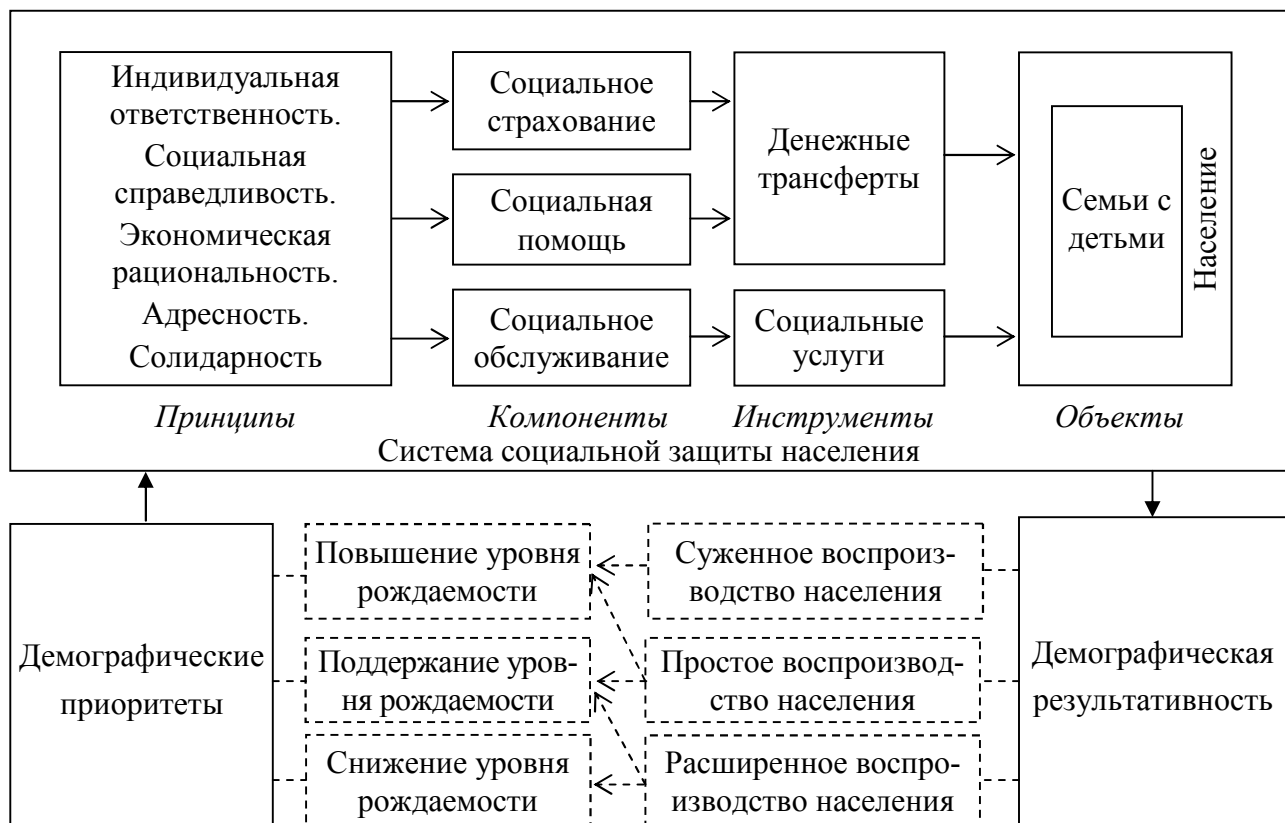 Индивидуальная
ответственность.
Социальная
справедливость.
Экономическая
рациональность.
Адресность.
Солидарность
Социальное
страхование
Социальная
помощь
Социальное
обслуживание
Денежные
трансферты
Социальные
услуги
Семьи с
детьми
Население
Принципы
Компоненты
Инструменты
Объекты
Система социальной защиты населения
Демографические
приоритеты
Повышение уровня
рождаемости
Поддержание уров-
ня рождаемости
Снижение уровня
рождаемости
Суженное воспроиз-
водство населения
Простое воспроизвод-
ство населения
Расширенное воспро-
изводство населения
Демографическая
результативность